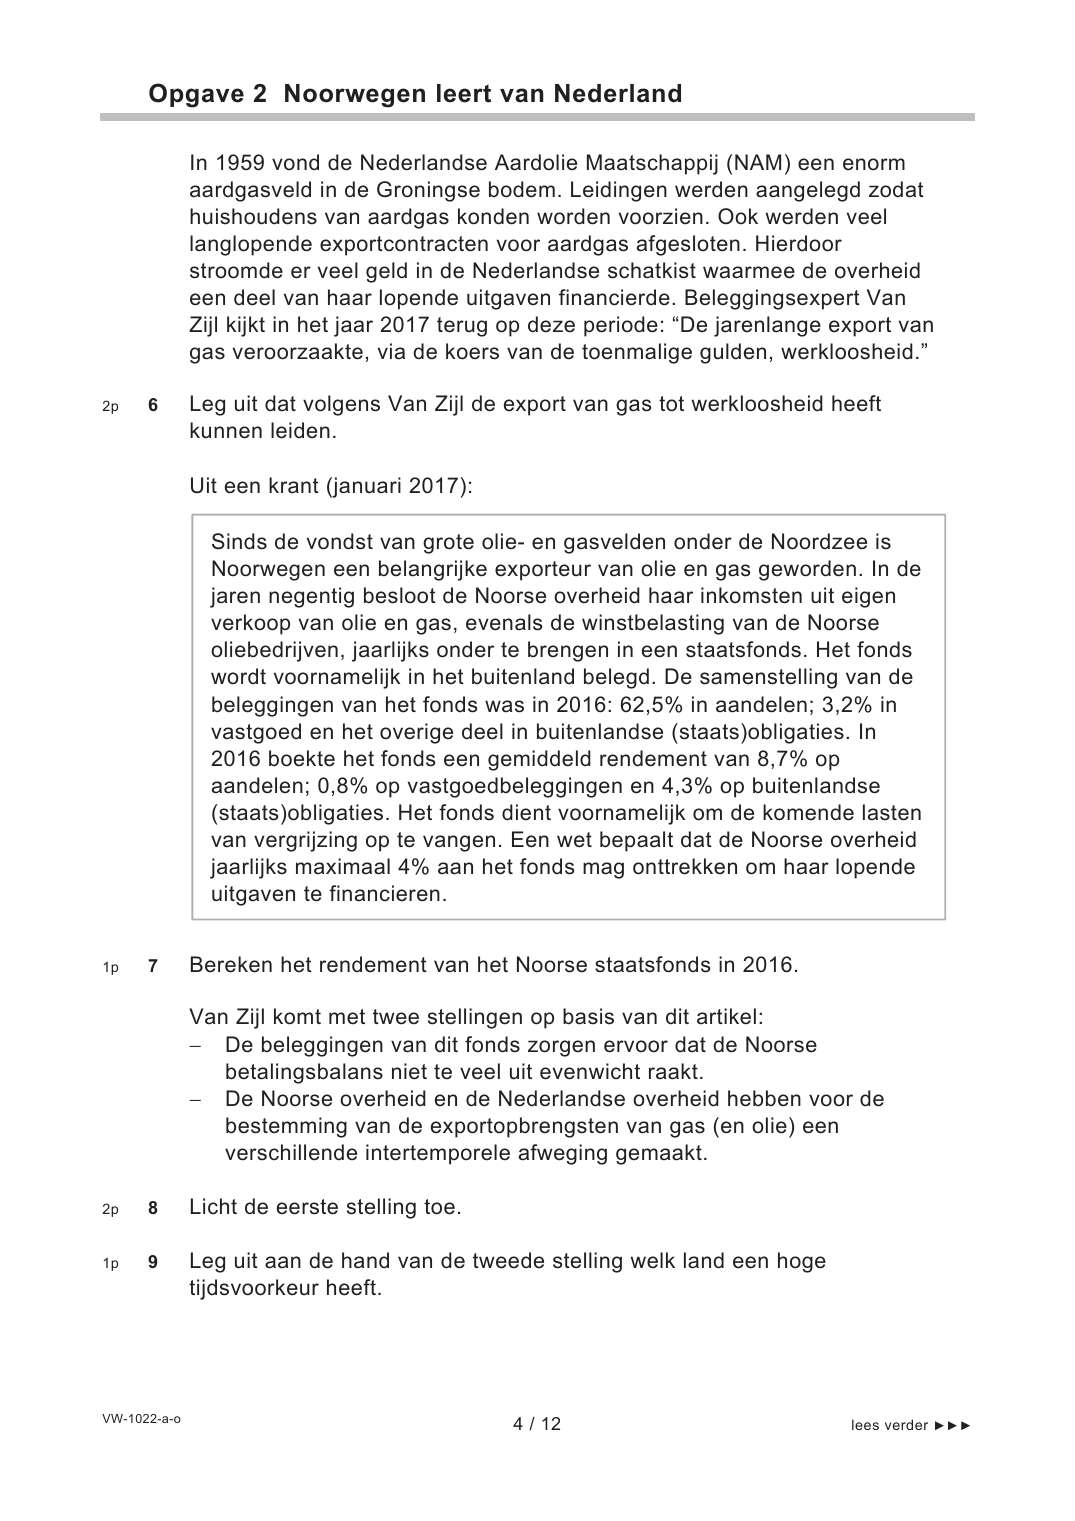 Opgave 2  Noorwegen leert van Nederland
In 1959 vond de Nederlandse Aardolie Maatschappij (NAM) een enorm
aardgasveld in de Groningse bodem. Leidingen werden aangelegd zodat
huishoudens van aardgas konden worden voorzien. Ook werden veel
langlopende exportcontracten voor aardgas afgesloten. Hierdoor
stroomde er veel geld in de Nederlandse schatkist waarmee de overheid
een deel van haar lopende uitgaven financierde. Beleggingsexpert Van
Zijl kijkt in het jaar 2017 terug op deze periode: “De jarenlange export van
gas veroorzaakte, via de koers van de toenmalige gulden, werkloosheid.”
2p 6 Leg uit dat volgens Van Zijl de export van gas tot werkloosheid heeft
kunnen leiden.
Uit een krant (januari 2017):
Sinds de vondst van grote olie- en gasvelden onder de Noordzee is
Noorwegen een belangrijke exporteur van olie en gas geworden. In de
jaren negentig besloot de Noorse overheid haar inkomsten uit eigen
verkoop van olie en gas, evenals de winstbelasting van de Noorse
oliebedrijven, jaarlijks onder te brengen in een staatsfonds. Het fonds
wordt voornamelijk in het buitenland belegd. De samenstelling van de
beleggingen van het fonds was in 2016: 62,5% in aandelen; 3,2% in
vastgoed en het overige deel in buitenlandse (staats)obligaties. In
2016 boekte het fonds een gemiddeld rendement van 8,7% op
aandelen; 0,8% op vastgoedbeleggingen en 4,3% op buitenlandse
(staats)obligaties. Het fonds dient voornamelijk om de komende lasten
van vergrijzing op te vangen. Een wet bepaalt dat de Noorse overheid
jaarlijks maximaal 4% aan het fonds mag onttrekken om haar lopende
uitgaven te financieren.
1p 7 Bereken het rendement van het Noorse staatsfonds in 2016.
Van Zijl komt met twee stellingen op basis van dit artikel:
– De beleggingen van dit fonds zorgen ervoor dat de Noorse
betalingsbalans niet te veel uit evenwicht raakt.
– De Noorse overheid en de Nederlandse overheid hebben voor de
bestemming van de exportopbrengsten van gas (en olie) een
verschillende intertemporele afweging gemaakt.
2p 8 Licht de eerste stelling toe.
1p 9 Leg uit aan de hand van de tweede stelling welk land een hoge
tijdsvoorkeur heeft.
VW-1022-a-o 4 / 12 lees verder ►►►